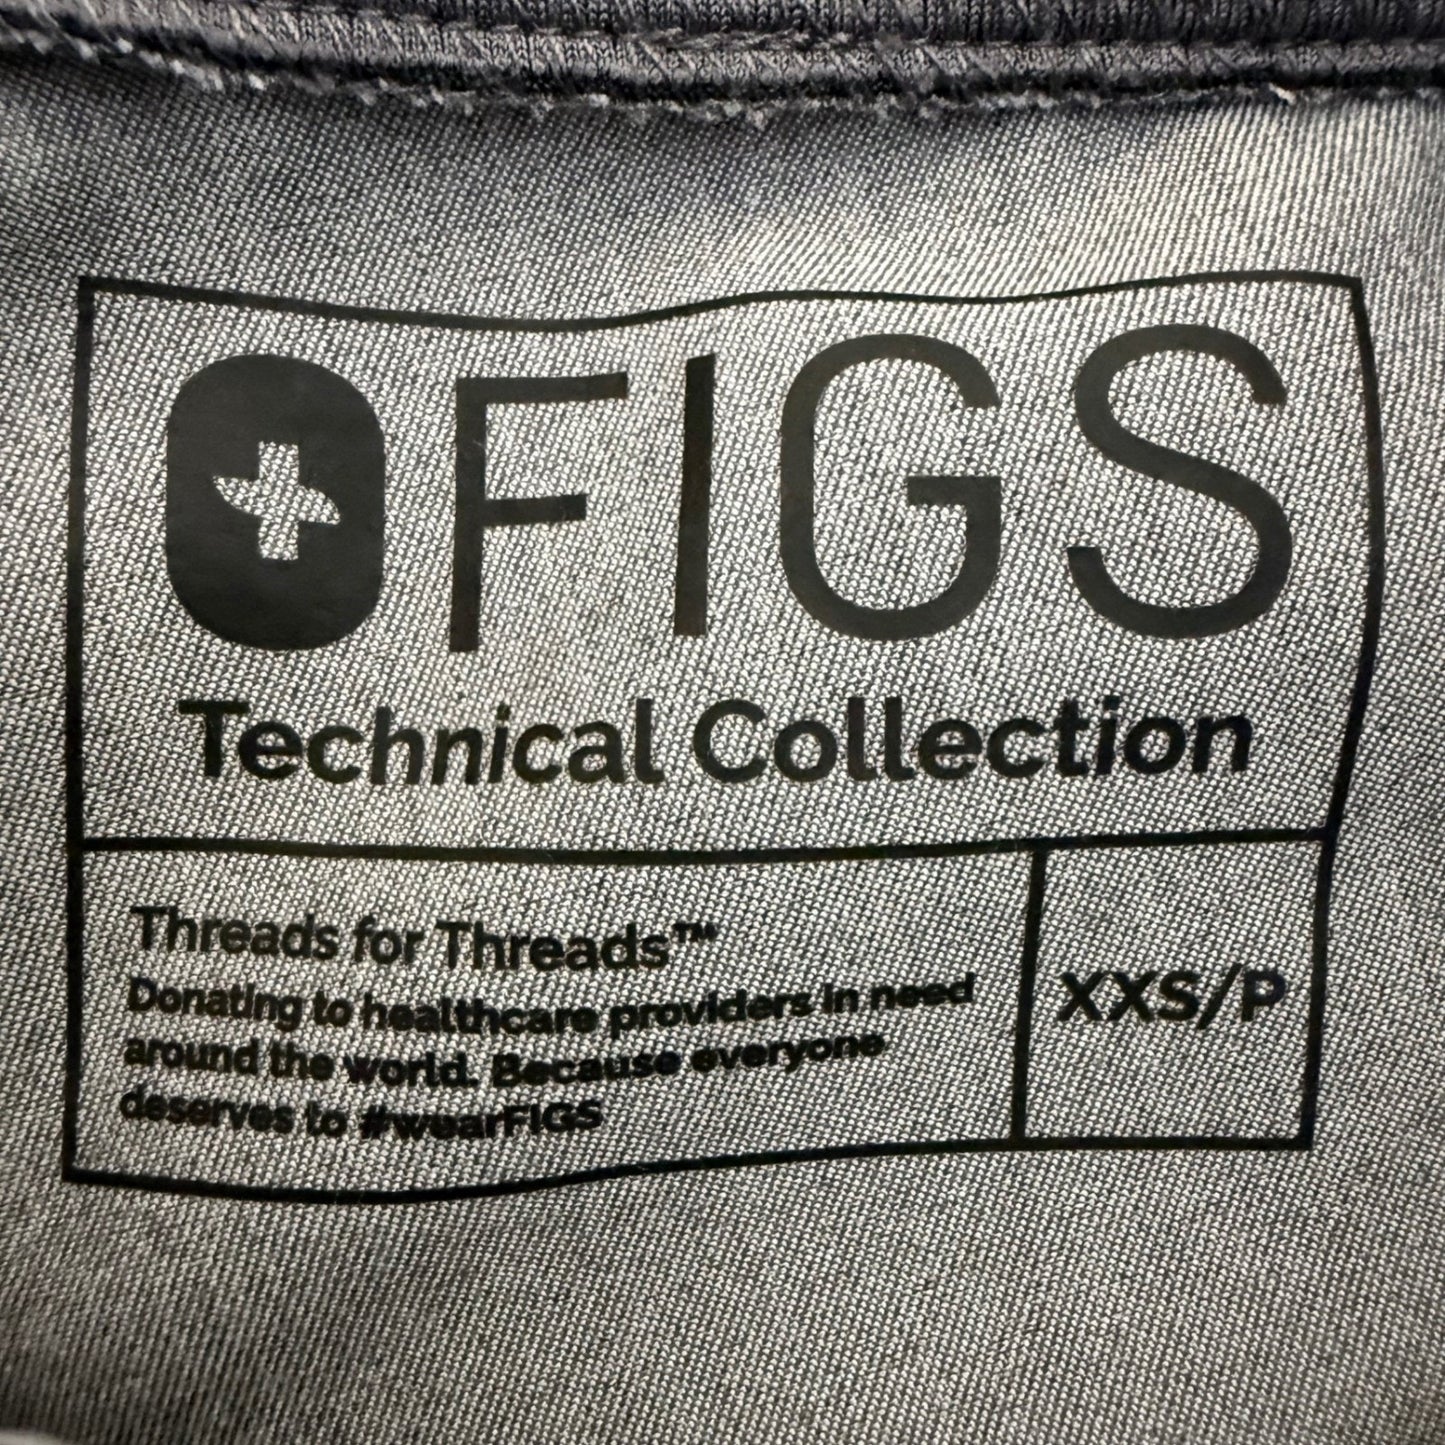 FIGS
Technical Collection
Threads for Threads™
Donating to healthcare providers in need
around the world. Because everyone
deserves to #wearFIGS
XXS/P